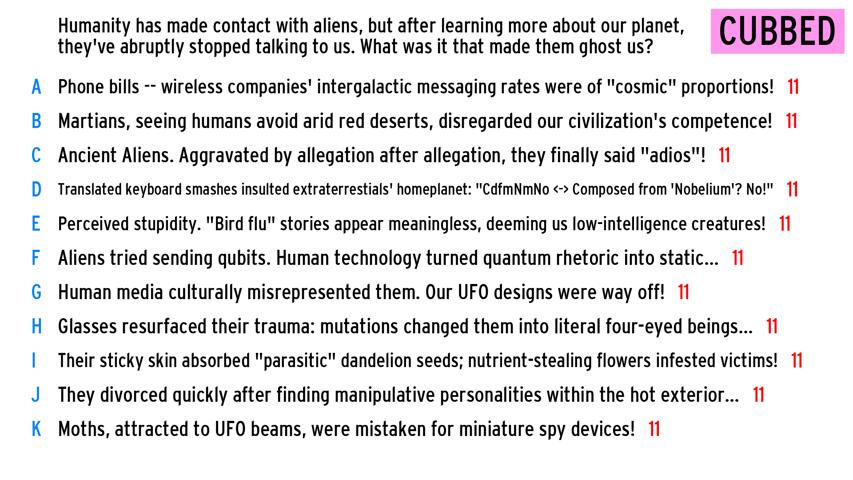 Humanity has made contact with aliens, but after learning more about our planet,
they've abruptly stopped talking to us. What was it that made them ghost us?
CUBBED
A Phone bills -- wireless companies' intergalactic messaging rates were of "cosmic" proportions! 11
B Martians, seeing humans avoid arid red deserts, disregarded our civilization's competence! 11
C Ancient Aliens. Aggravated by allegation after allegation, they finally said "adios"! 11
D Translated keyboard smashes insulted extraterrestials' homeplanet: "CdfmNmNo <-> Composed from 'Nobelium'? No!" 11
E Perceived stupidity. "Bird flu" stories appear meaningless, deeming us low-intelligence creatures! 11
F Aliens tried sending qubits. Human technology turned quantum rhetoric into static... 11
G Human media culturally misrepresented them. Our UFO designs were way off! 11
H Glasses resurfaced their trauma: mutations changed them into literal four-eyed beings... 11
I Their sticky skin absorbed "parasitic" dandelion seeds; nutrient-stealing flowers infested victims! 11
J They divorced quickly after finding manipulative personalities within the hot exterior... 11
K Moths, attracted to UFO beams, were mistaken for miniature spy devices! 11